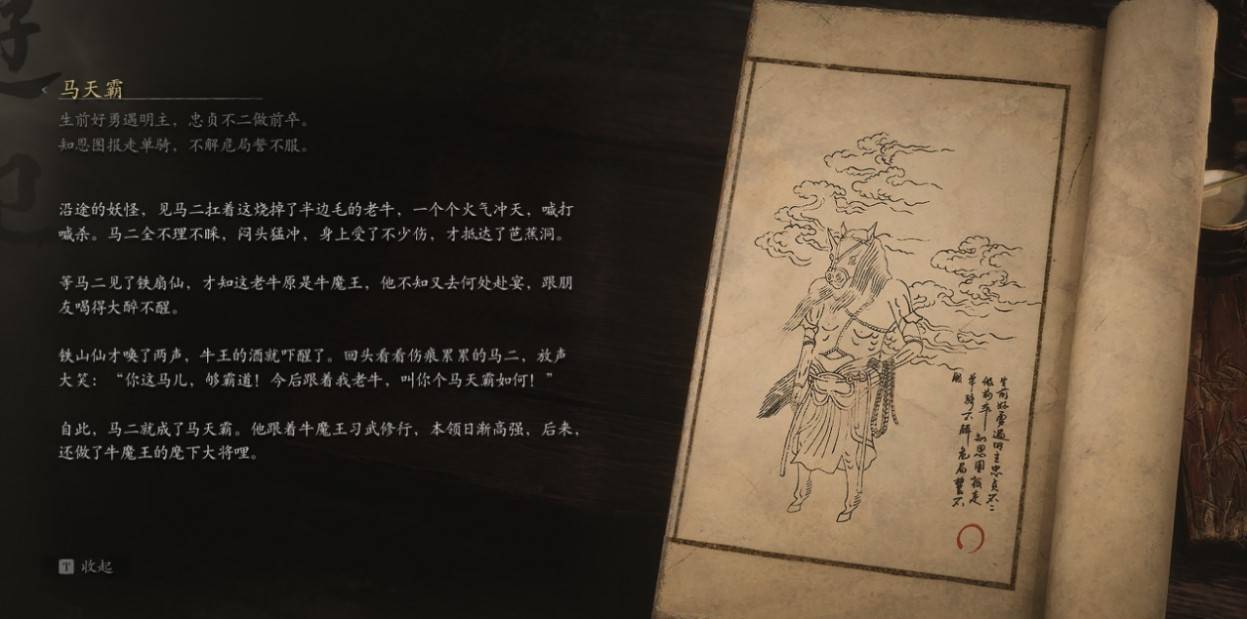 马天霸
生前好勇遇明主，忠贞不二做前卒。
知恩图报走单骑，不解危局誓不服。
沿途的妖怪，见马二扛着这烧掉了半边毛的老牛，一个个火气冲天，喊打
喊杀。马二全不理不睬，闷头猛冲，身上受了不少伤，才抵达了芭蕉洞。
等马二见了铁扇仙，才知这老牛原是牛魔王，他不知又去何处赴宴，跟朋
友喝得大醉不醒。
铁山仙才唤了两声，牛王的酒就吓醒了。回头看看伤痕累累的马二，放声
大笑：“你这马儿，够霸道！今后跟着我老牛，叫你个马天霸如何！”
自此，马二就成了马天霸。他跟着牛魔王习武修行，本领日渐高强，后来，
还做了牛魔王的麾下大将哩。
T 收起
生前好勇遇明主忠贞不二
做前卒知恩图报走
单骑不解危局誓不
服